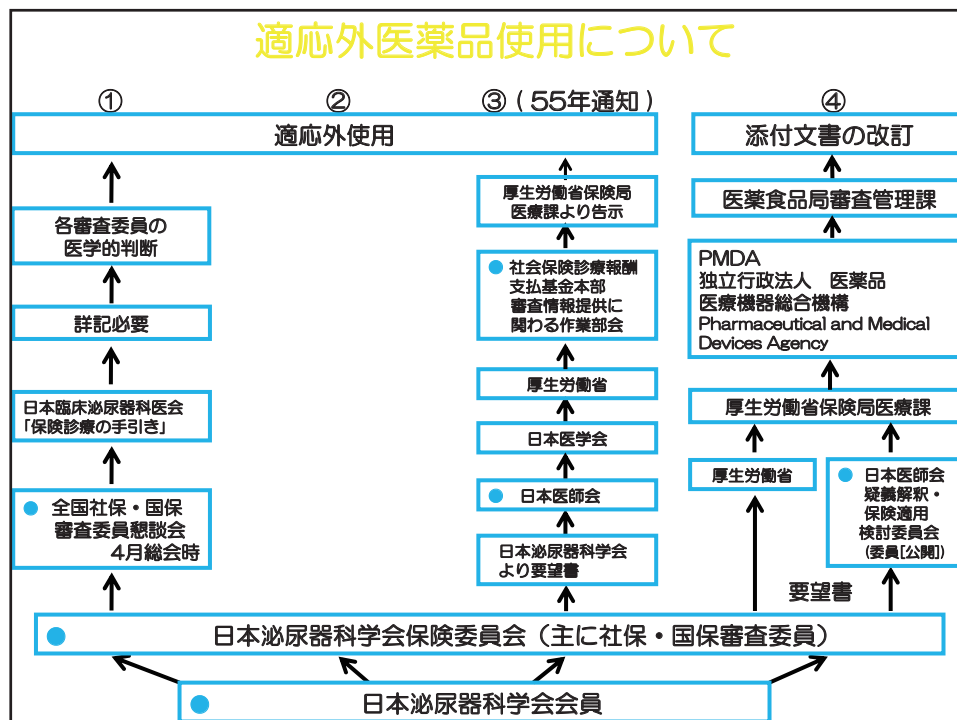 適応外医薬品使用について
①
②
③ ( 55年通知 )
④
適応外使用
添付文書の改訂
各審査委員の
医学的判断
詳記必要
日本臨床泌尿器科医会
「保険診療の手引き」
● 全国社保・国保
審査委員懇談会
4月総会時
厚生労働省保険局
医療課より告示
● 社会保険診療報酬
支払基金本部
審査情報提供に
関わる作業部会
厚生労働省
日本医学会
● 日本医師会
日本泌尿器科学会
より要望書
医薬食品局審査管理課
PMDA
独立行政法人 医薬品
医療機器総合機構
Pharmaceutical and Medical
Devices Agency
厚生労働省保険局医療課
厚生労働省
● 日本医師会
疑義解釈・
保険適用
検討委員会
(委員[公開])
要望書
● 日本泌尿器科学会保険委員会（主に社保・国保審査委員）
● 日本泌尿器科学会会員